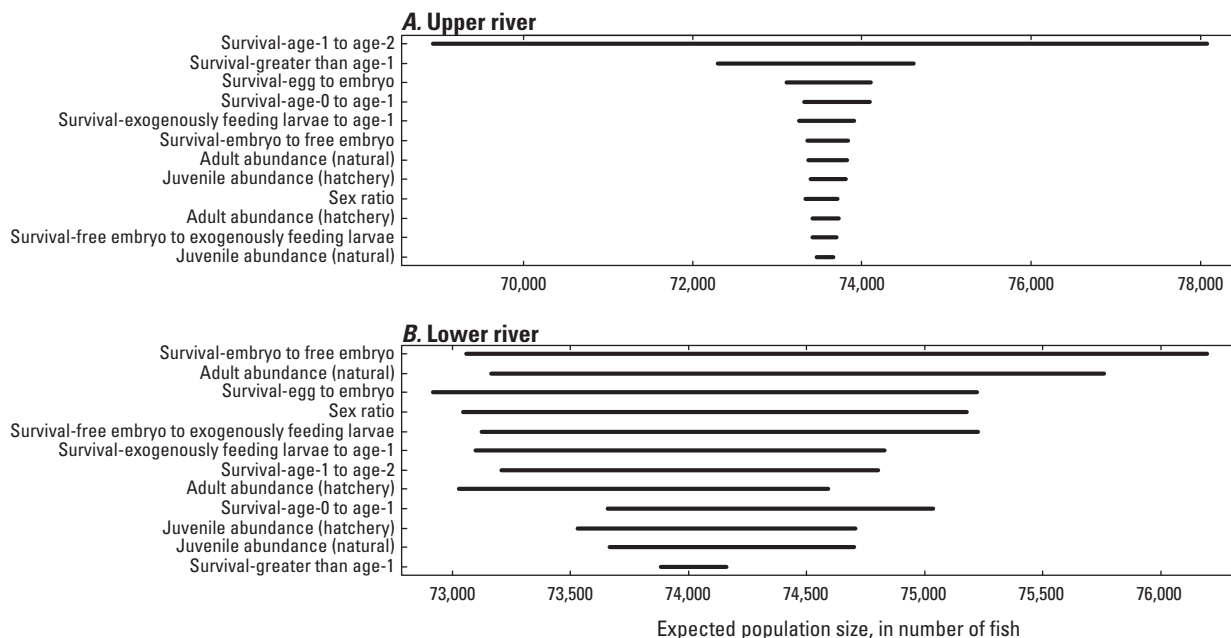 A. Upper river
Survival-age-1 to age-2
Survival-greater than age-1
Survival-egg to embryo
Survival-age-0 to age-1
Survival-exogenously feeding larvae to age-1
Survival-embryo to free embryo
Adult abundance (natural)
Juvenile abundance (hatchery)
Sex ratio
Adult abundance (hatchery)
Survival-free embryo to exogenously feeding larvae
Juvenile abundance (natural)
70,000 72,000 74,000 76,000 78,000
B. Lower river
Survival-embryo to free embryo
Adult abundance (natural)
Survival-egg to embryo
Sex ratio
Survival-free embryo to exogenously feeding larvae
Survival-exogenously feeding larvae to age-1
Survival-age-1 to age-2
Adult abundance (hatchery)
Survival-age-0 to age-1
Juvenile abundance (hatchery)
Juvenile abundance (natural)
Survival-greater than age-1
73,000 73,500 74,000 74,500 75,000 75,500 76,000
Expected population size, in number of fish